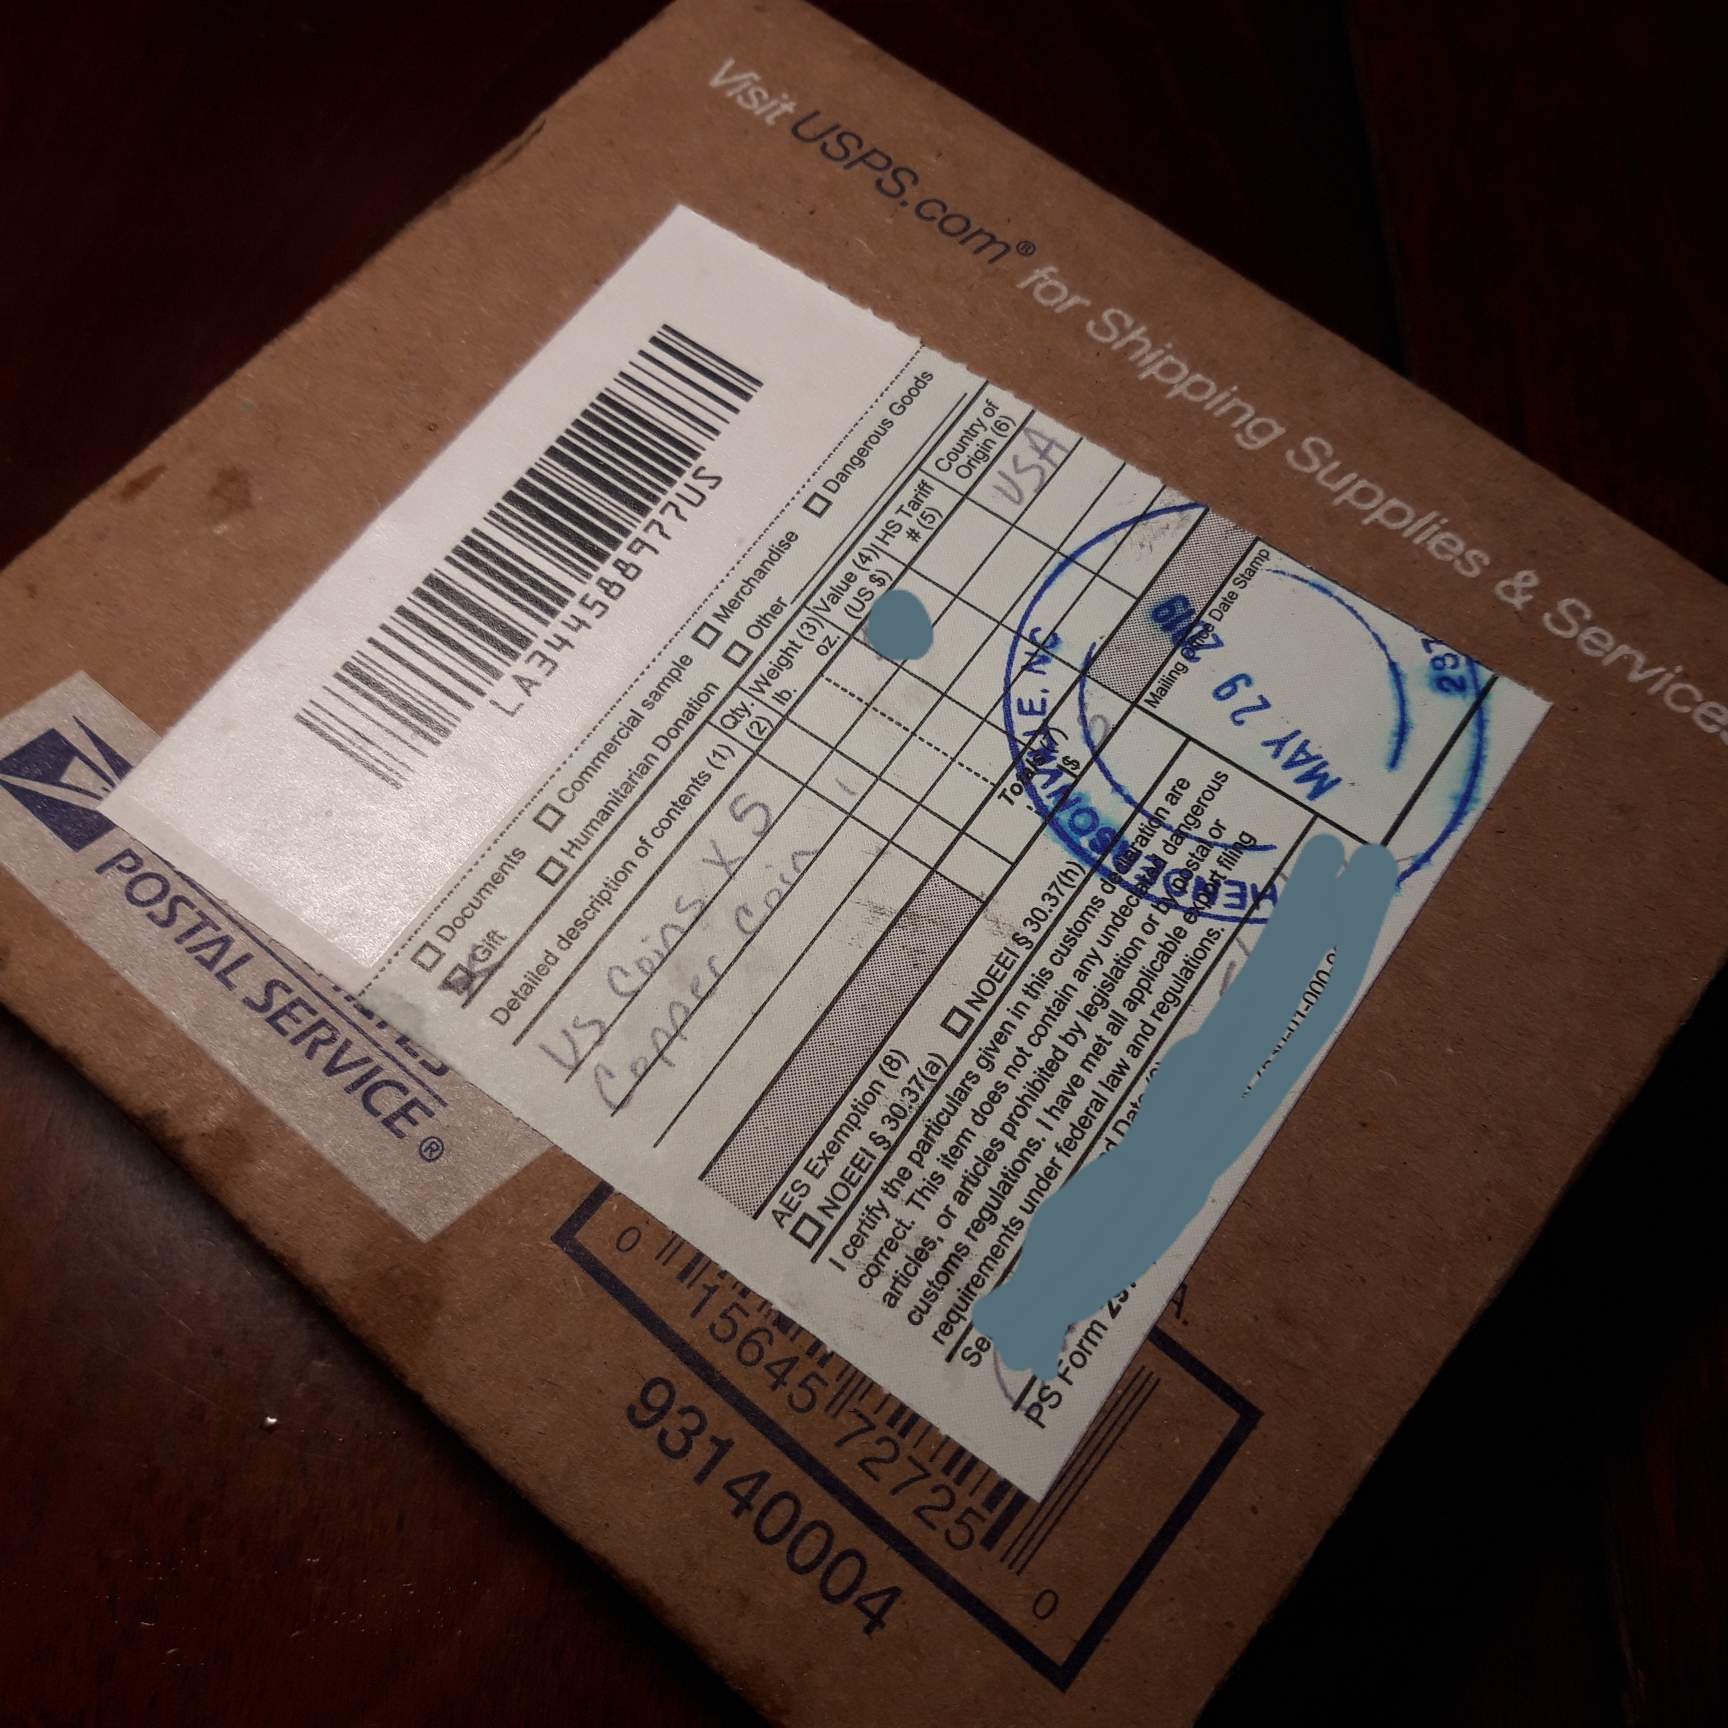 Visit USPS.com® for Shipping Supplies & Service
LA344588977US
POSTAL SERVICE®
Documents
Commercial sample
Merchandise
Dangerous Goods
Gift
Humanitarian Donation
Other
Detailed description of contents (1)
Qty. (2)
Weight (3) lb. oz.
Value (4) (US $)
HS Tariff # (5)
Country of Origin (6)
US Coins x 5
USA
Copper Coin
1
$
AES Exemption (8)
NOEEI § 30.37(a)
NOEEI § 30.37(h)
Mailing Office Date Stamp
MAY 29 2019
I certify the particulars given in this customs declaration are
correct. This item does not contain any undeclared dangerous
articles, or articles prohibited by legislation or by postal or
customs regulations. I have met all applicable export filing
requirements under federal law and regulations.
PS Form
0 15645 72725 0
93140004